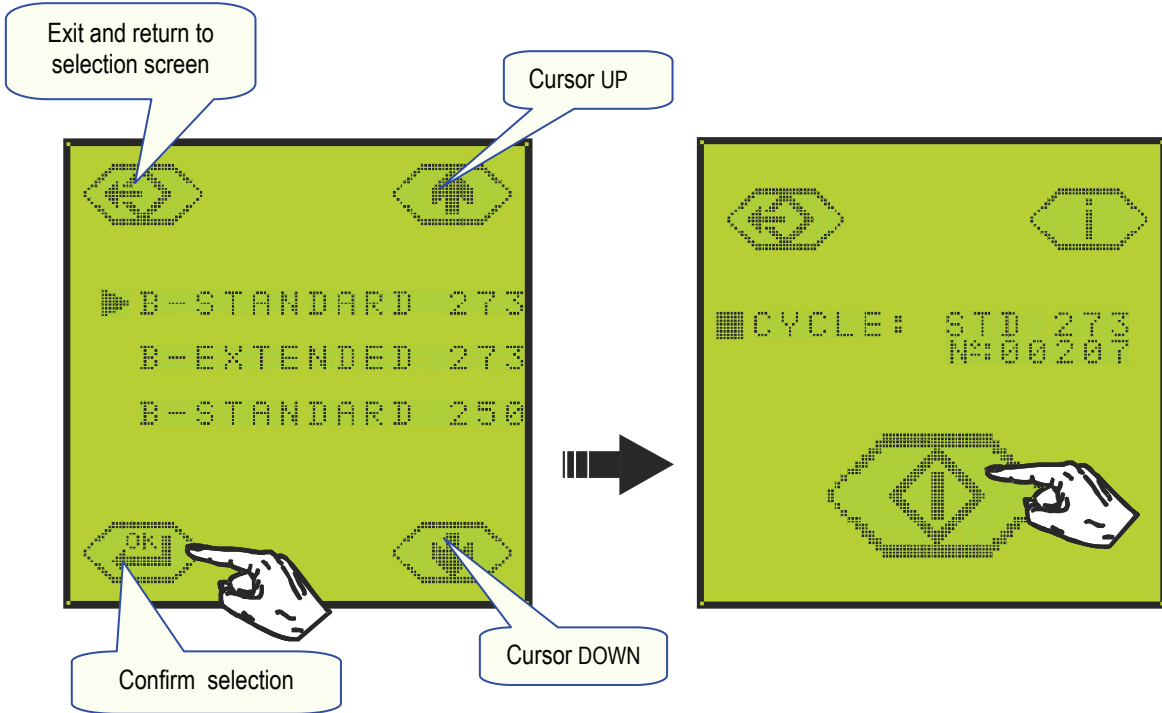 Exit and return to
selection screen
Cursor UP
B-STANDARD 273
B-EXTENDED 273
B-STANDARD 250
OK
Confirm selection
Cursor DOWN
i
CYCLE: STD 273
Nº:00207